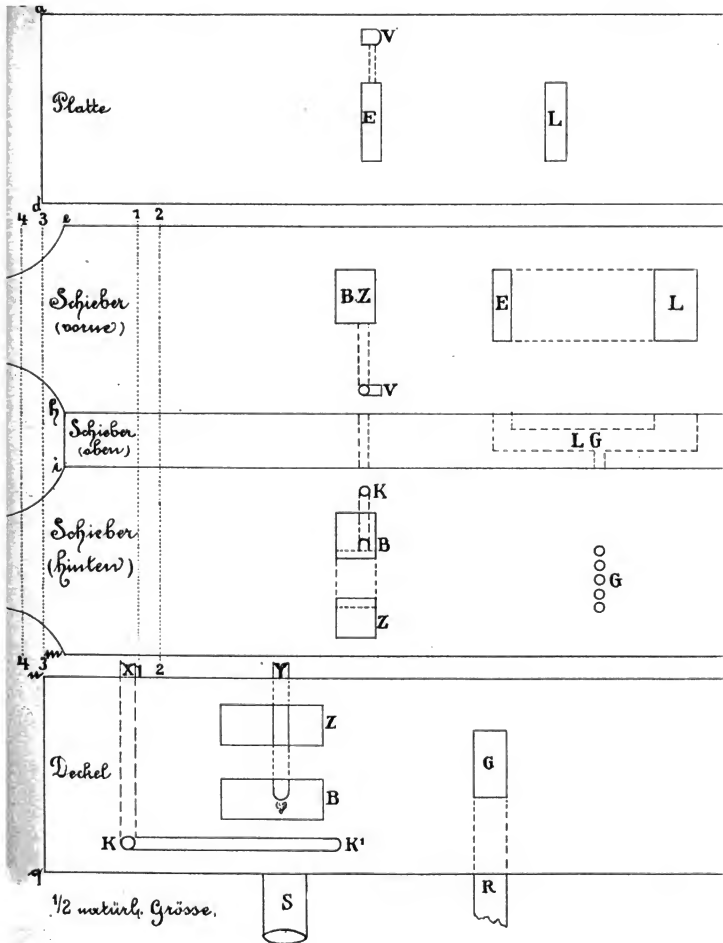 a
V
Platte
E L
d
4 3 e 1 2
Schieber
(vorne)
B.Z E L
V
h
Schieber
(oben)
L G
i
K
Schieber
(hinten)
B
G
Z
m
4 3 1 2
n X Y
Z
Deckel
G
B
K K¹
q
R
½ natürl. Grösse.
S